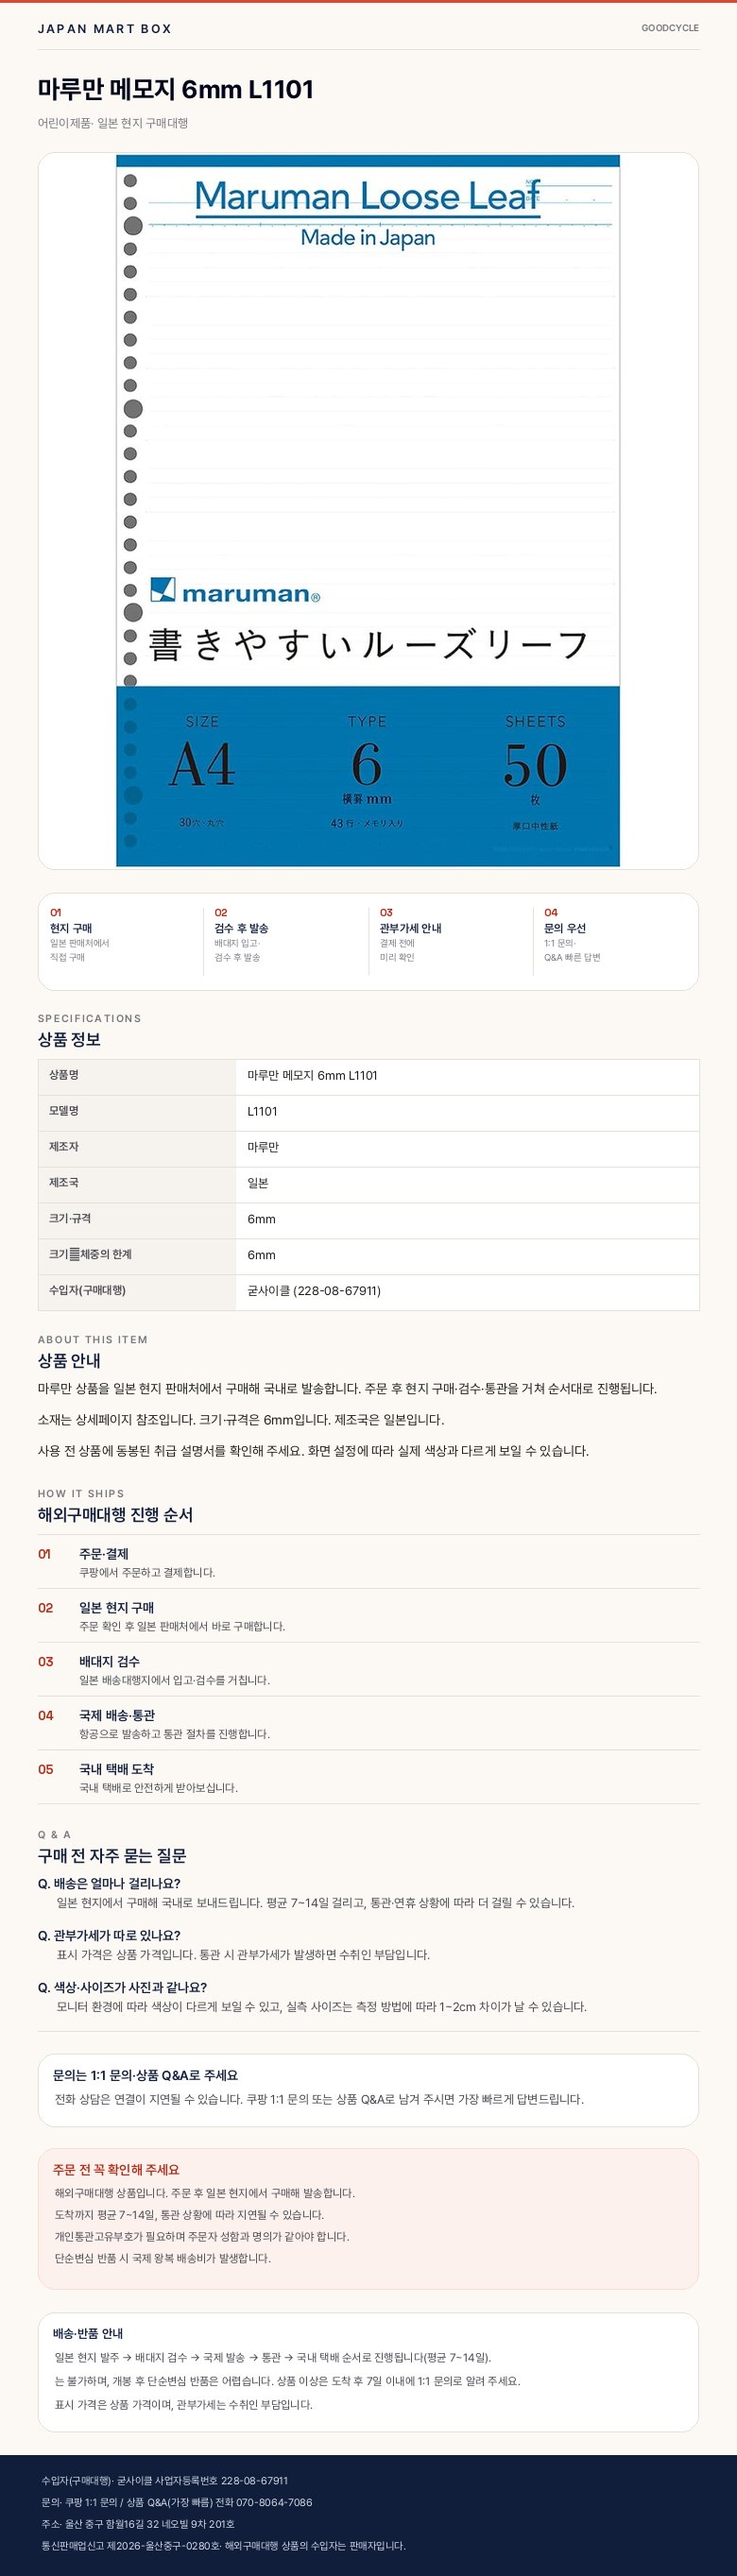 JAPAN MART BOX
GOODCYCLE
마루만 메모지 6mm L1101
어린이제품· 일본 현지 구매대행
Maruman Loose Leaf
Made in Japan
maruman®
書きやすいルーズリーフ
SIZE
A4
30穴・丸穴
TYPE
6
横罫 mm
43 行・メモリ入り
SHEETS
50
枚
厚口中性紙
01
현지 구매
일본 판매처에서
직접 구매
02
검수 후 발송
배대지 입고·
검수 후 발송
03
관부가세 안내
결제 전에
미리 확인
04
문의 우선
1:1 문의·
Q&A 빠른 답변
SPECIFICATIONS
상품 정보
상품명 마루만 메모지 6mm L1101
모델명 L1101
제조자 마루만
제조국 일본
크기·규격 6mm
크기▒체중의 한계 6mm
수입자(구매대행) 굳사이클 (228-08-67911)
ABOUT THIS ITEM
상품 안내
마루만 상품을 일본 현지 판매처에서 구매해 국내로 발송합니다. 주문 후 현지 구매·검수·통관을 거쳐 순서대로 진행됩니다.
소재는 상세페이지 참조입니다. 크기·규격은 6mm입니다. 제조국은 일본입니다.
사용 전 상품에 동봉된 취급 설명서를 확인해 주세요. 화면 설정에 따라 실제 색상과 다르게 보일 수 있습니다.
HOW IT SHIPS
해외구매대행 진행 순서
01 주문·결제
쿠팡에서 주문하고 결제합니다.
02 일본 현지 구매
주문 확인 후 일본 판매처에서 바로 구매합니다.
03 배대지 검수
일본 배송대행지에서 입고·검수를 거칩니다.
04 국제 배송·통관
항공으로 발송하고 통관 절차를 진행합니다.
05 국내 택배 도착
국내 택배로 안전하게 받아보십니다.
Q & A
구매 전 자주 묻는 질문
Q. 배송은 얼마나 걸리나요?
일본 현지에서 구매해 국내로 보내드립니다. 평균 7~14일 걸리고, 통관·연휴 상황에 따라 더 걸릴 수 있습니다.
Q. 관부가세가 따로 있나요?
표시 가격은 상품 가격입니다. 통관 시 관부가세가 발생하면 수취인 부담입니다.
Q. 색상·사이즈가 사진과 같나요?
모니터 환경에 따라 색상이 다르게 보일 수 있고, 실측 사이즈는 측정 방법에 따라 1~2cm 차이가 날 수 있습니다.
문의는 1:1 문의·상품 Q&A로 주세요
전화 상담은 연결이 지연될 수 있습니다. 쿠팡 1:1 문의 또는 상품 Q&A로 남겨 주시면 가장 빠르게 답변드립니다.
주문 전 꼭 확인해 주세요
해외구매대행 상품입니다. 주문 후 일본 현지에서 구매해 발송합니다.
도착까지 평균 7~14일, 통관 상황에 따라 지연될 수 있습니다.
개인통관고유부호가 필요하며 주문자 성함과 명의가 같아야 합니다.
단순변심 반품 시 국제 왕복 배송비가 발생합니다.
배송·반품 안내
일본 현지 발주 → 배대지 검수 → 국제 발송 → 통관 → 국내 택배 순서로 진행됩니다(평균 7~14일).
는 불가하며, 개봉 후 단순변심 반품은 어렵습니다. 상품 이상은 도착 후 7일 이내에 1:1 문의로 알려 주세요.
표시 가격은 상품 가격이며, 관부가세는 수취인 부담입니다.
수입자(구매대행)· 굳사이클 사업자등록번호 228-08-67911
문의· 쿠팡 1:1 문의 / 상품 Q&A(가장 빠름) 전화 070-8064-7086
주소· 울산 중구 함월16길 32 네오빌 9차 201호
통신판매업신고 제2026-울산중구-0280호· 해외구매대행 상품의 수입자는 판매자입니다.